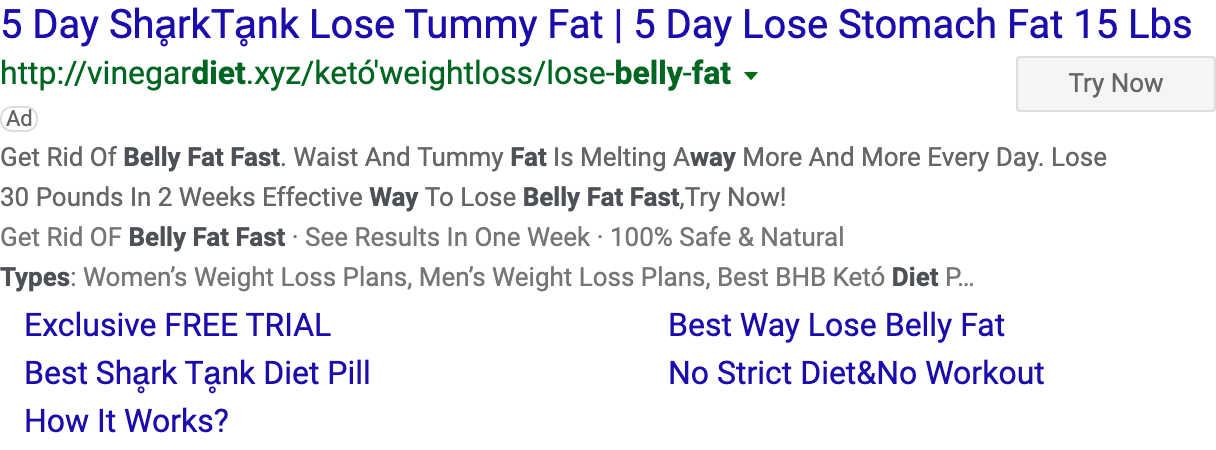 5 Day Shḁrk​Tḁnk Lose Tummy Fat | 5 Day Lose Stomach Fat 15 Lbs
http://vinegardiet.xyz/ketó'weightloss/lose-belly-fat
Try Now
Ad
Get Rid Of Belly Fat Fast. Waist And Tummy Fat Is Melting Away More And More Every Day. Lose
30 Pounds In 2 Weeks Effective Way To Lose Belly Fat Fast,Try Now!
Get Rid OF Belly Fat Fast · See Results In One Week · 100% Safe & Natural
Types: Women’s Weight Loss Plans, Men’s Weight Loss Plans, Best BHB Ketó Diet P...
Exclusive FREE TRIAL
Best Way Lose Belly Fat
Best Shḁrk Tḁnk Diet Pill
No Strict Diet&No Workout
How It Works?